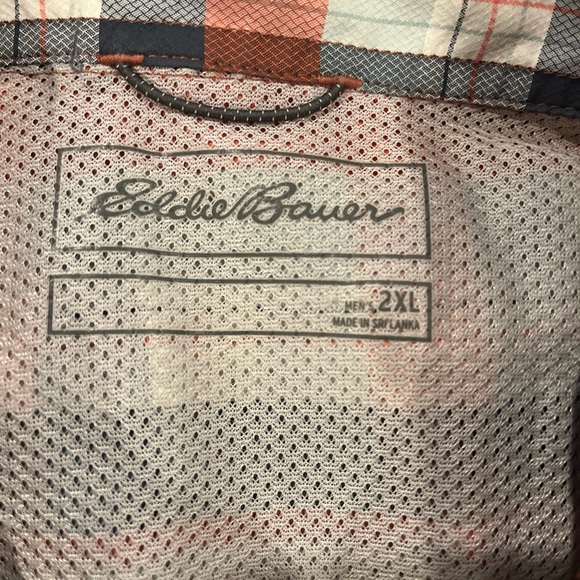 Eddie Bauer
MEN'S 2XL
MADE IN SRI LANKA